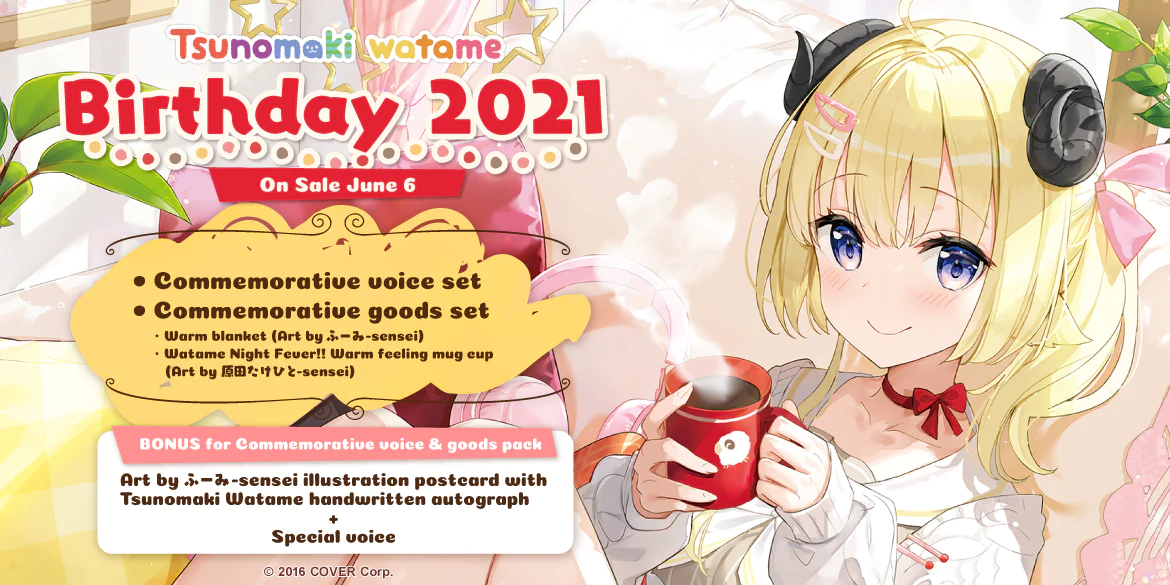 Tsunomaki watame
Birthday 2021
On Sale June 6
● Commemorative voice set
● Commemorative goods set
・Warm blanket (Art by ふーみ-sensei)
・Watame Night Fever!! Warm feeling mug cup
(Art by 原田たけひと-sensei)
BONUS for Commemorative voice & goods pack
Art by ふーみ-sensei illustration postcard with
Tsunomaki Watame handwritten autograph
+
Special voice
© 2016 COVER Corp.